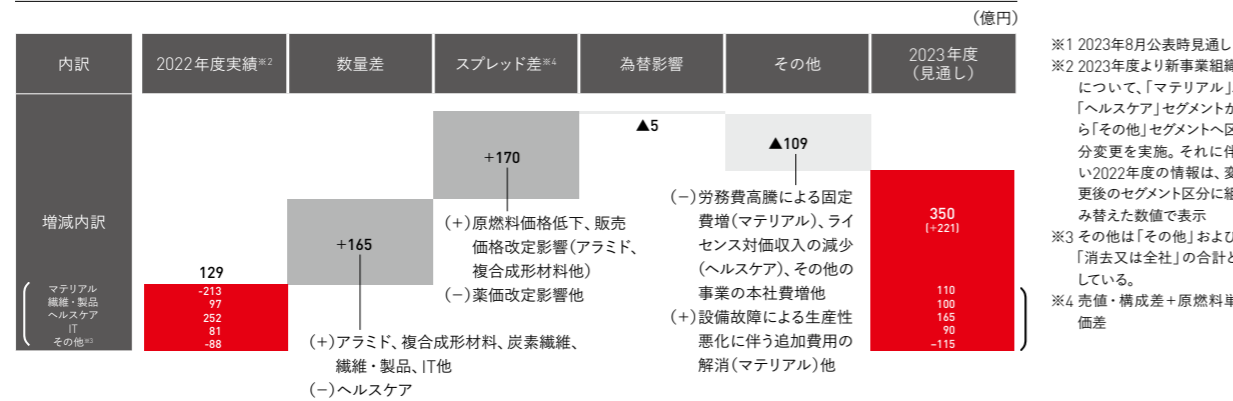 （億円）
内訳
2022年度実績※2
数量差
スプレッド差※4
為替影響
その他
2023年度
（見通し）
増減内訳
マテリアル
繊維・製品
ヘルスケア
IT
その他※3
129
-213
97
252
81
-88
+165
（+）アラミド、複合成形材料、炭素繊維、
繊維・製品、IT他
（−）ヘルスケア
+170
（+）原燃料価格低下、販売
価格改定影響（アラミド、
複合成形材料他）
（−）薬価改定影響他
▲5
▲109
（−）労務費高騰による固定
費増（マテリアル）、ライ
センス対価収入の減少
（ヘルスケア）、その他の
事業の本社費増他
（+）設備故障による生産性
悪化に伴う追加費用の
解消（マテリアル）他
350
(+221)
110
100
165
90
-115
※1 2023年8月公表時見通し
※2 2023年度より新事業組
について、「マテリアル」
「ヘルスケア」セグメントか
ら「その他」セグメントへ区
分変更を実施。それに伴
い2022年度の情報は、変
更後のセグメント区分に組
み替えた数値で表示
※3 その他は「その他」および
「消去又は全社」の合計と
している。
※4 売値・構成差+原燃料単
価差